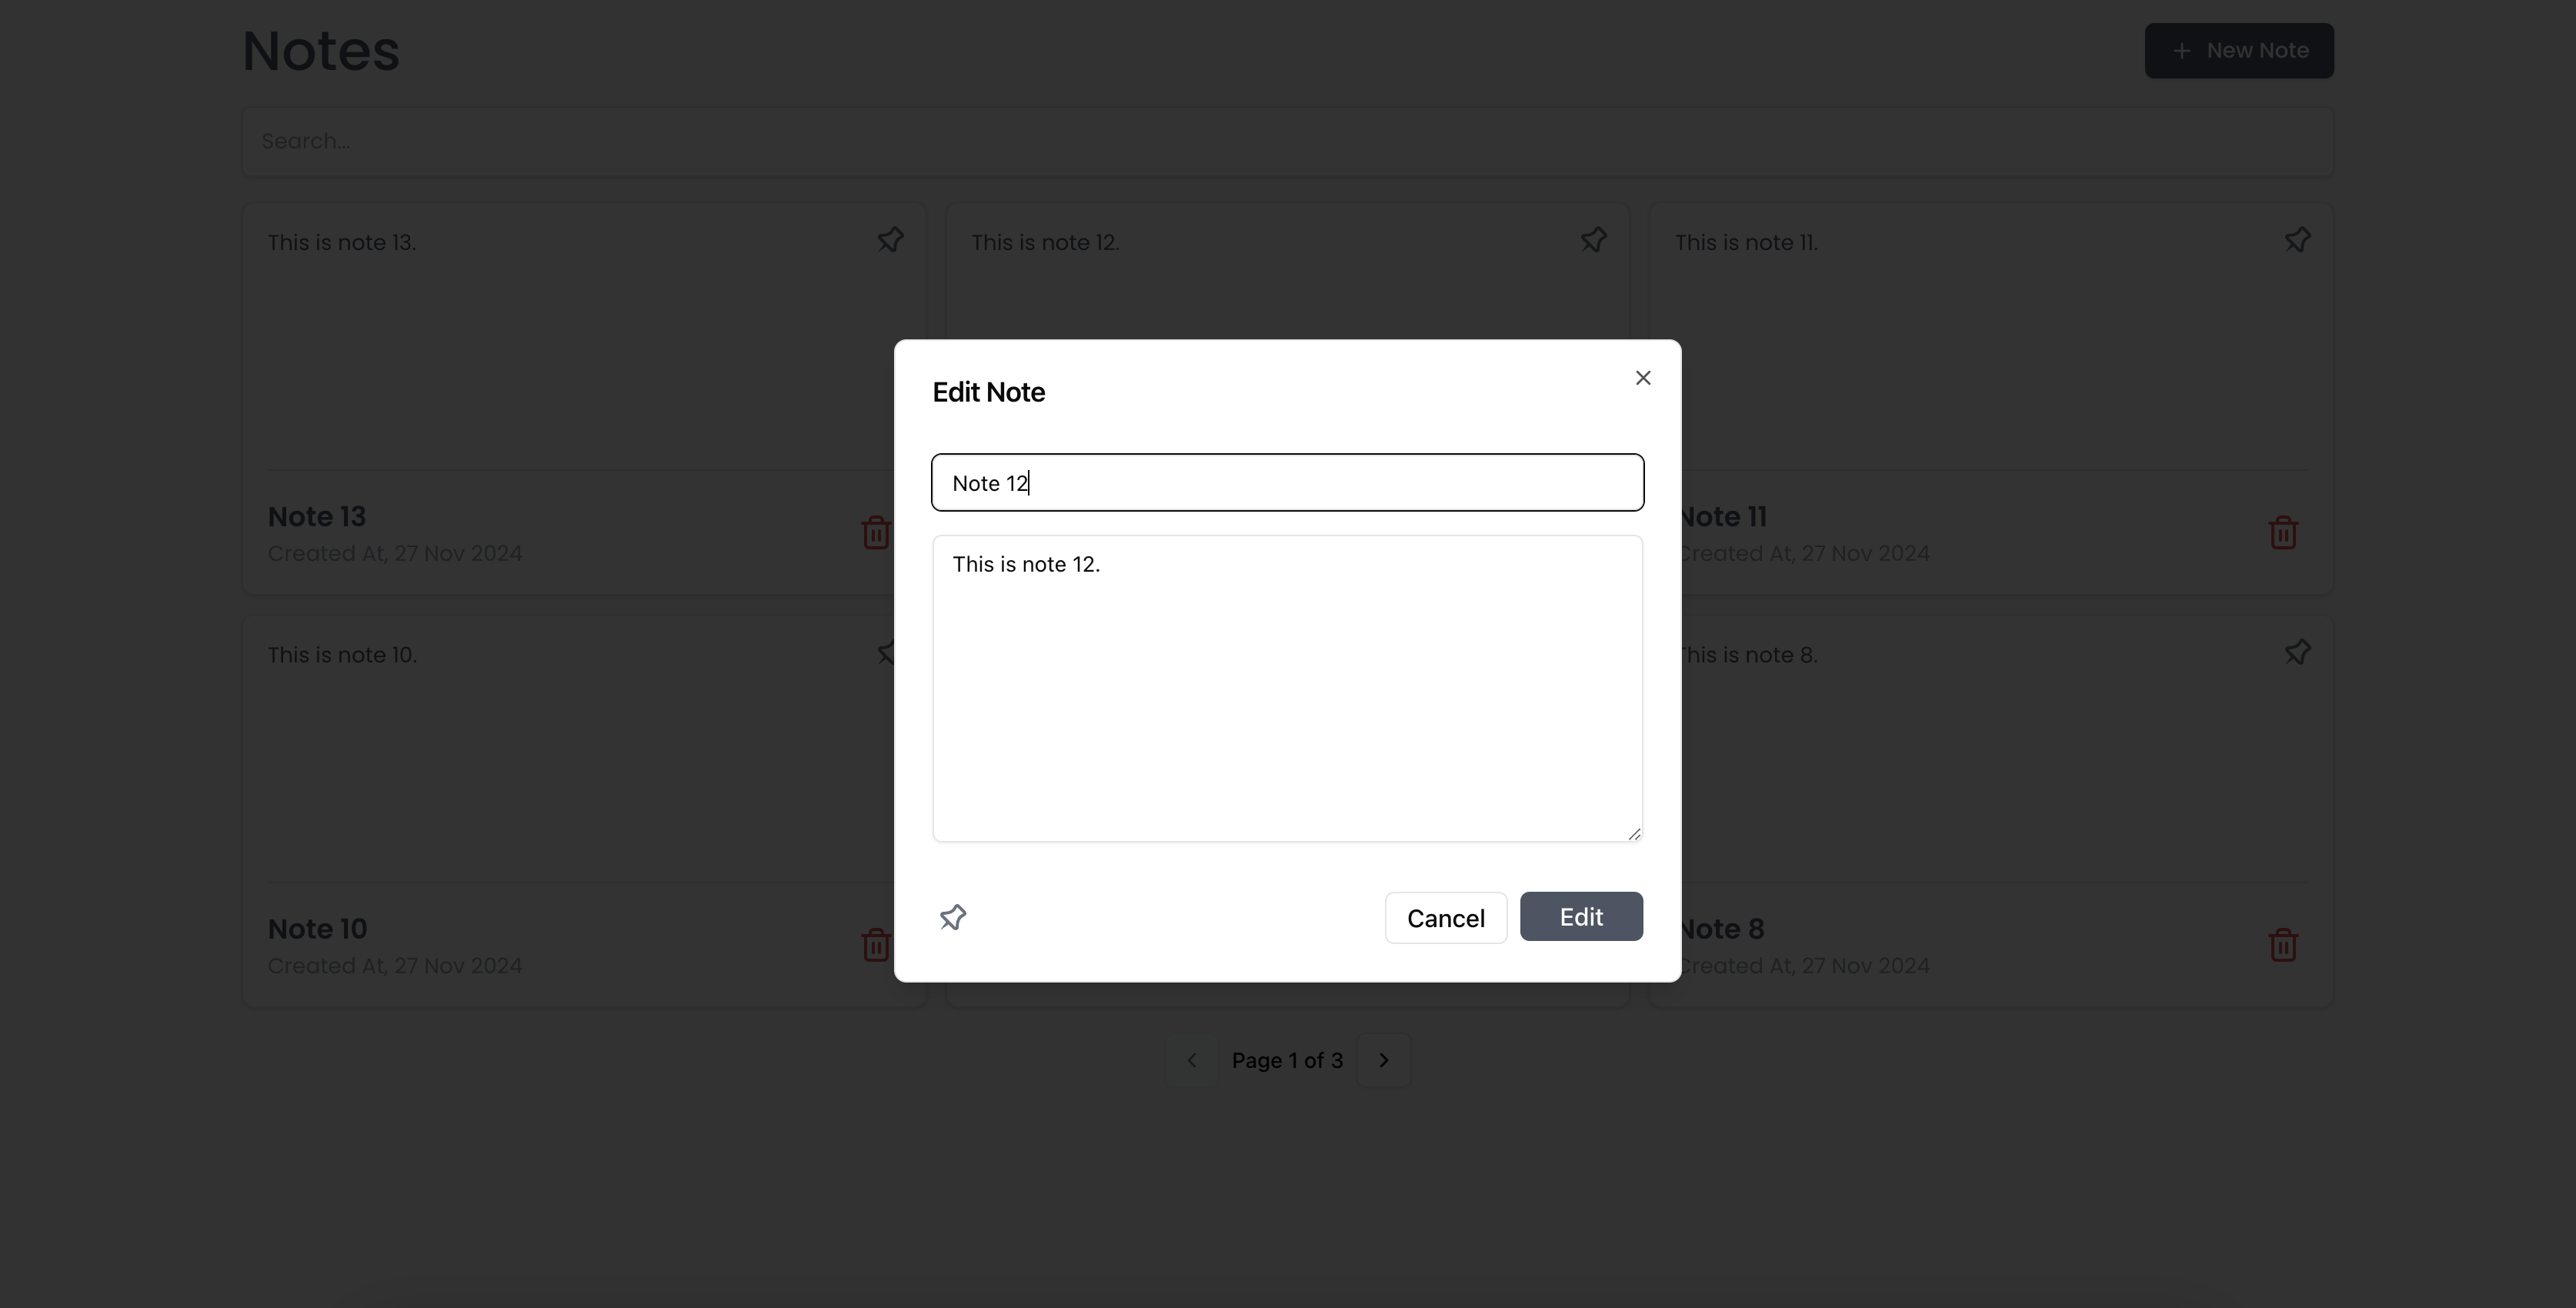 Notes
+ New Note
Search...
This is note 13.
This is note 12.
This is note 11.
Edit Note
Note 12
This is note 12.
Note 13
Created At, 27 Nov 2024
Note 11
Created At, 27 Nov 2024
This is note 10.
This is note 8.
Cancel
Edit
Note 10
Created At, 27 Nov 2024
Note 8
Created At, 27 Nov 2024
Page 1 of 3